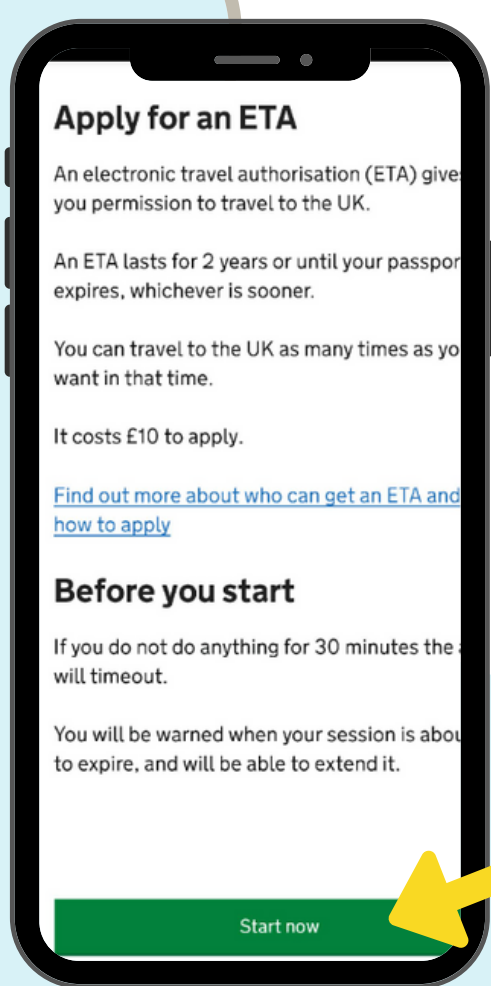 Apply for an ETA
An electronic travel authorisation (ETA) give
you permission to travel to the UK.
An ETA lasts for 2 years or until your passpor
expires, whichever is sooner.
You can travel to the UK as many times as yo
want in that time.
It costs £10 to apply.
Find out more about who can get an ETA and
how to apply
Before you start
If you do not do anything for 30 minutes the
will timeout.
You will be warned when your session is abou
to expire, and will be able to extend it.
Start now